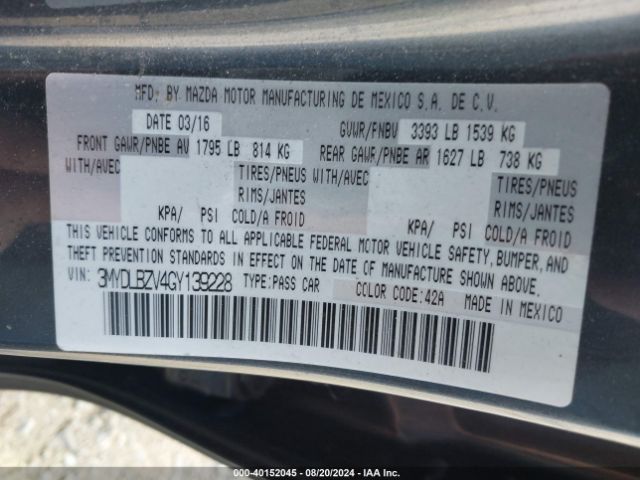 MFD. BY MAZDA MOTOR MANUFACTURING DE MEXICO S.A. DE C.V.
DATE 03/16 GVWR/PNBV 3393 LB 1539 KG
FRONT GAWR/PNBE AV 1795 LB 814 KG REAR GAWR/PNBE AR 1627 LB 738 KG
WITH/AVEC TIRES/PNEUS WITH/AVEC TIRES/PNEUS
RIMS/JANTES RIMS/JANTES
KPA/ PSI COLD/A FROID KPA/ PSI COLD/A FROID
THIS VEHICLE CONFORMS TO ALL APPLICABLE FEDERAL MOTOR VEHICLE SAFETY, BUMPER, AND
THEFT PREVENTION STANDARDS IN EFFECT ON THE DATE OF MANUFACTURE SHOWN ABOVE.
VIN: 3MYDLBZV4GY139228 TYPE:PASS CAR COLOR CODE:42A MADE IN MEXICO
000-40152045 - 08/20/2024 - IAA Inc.